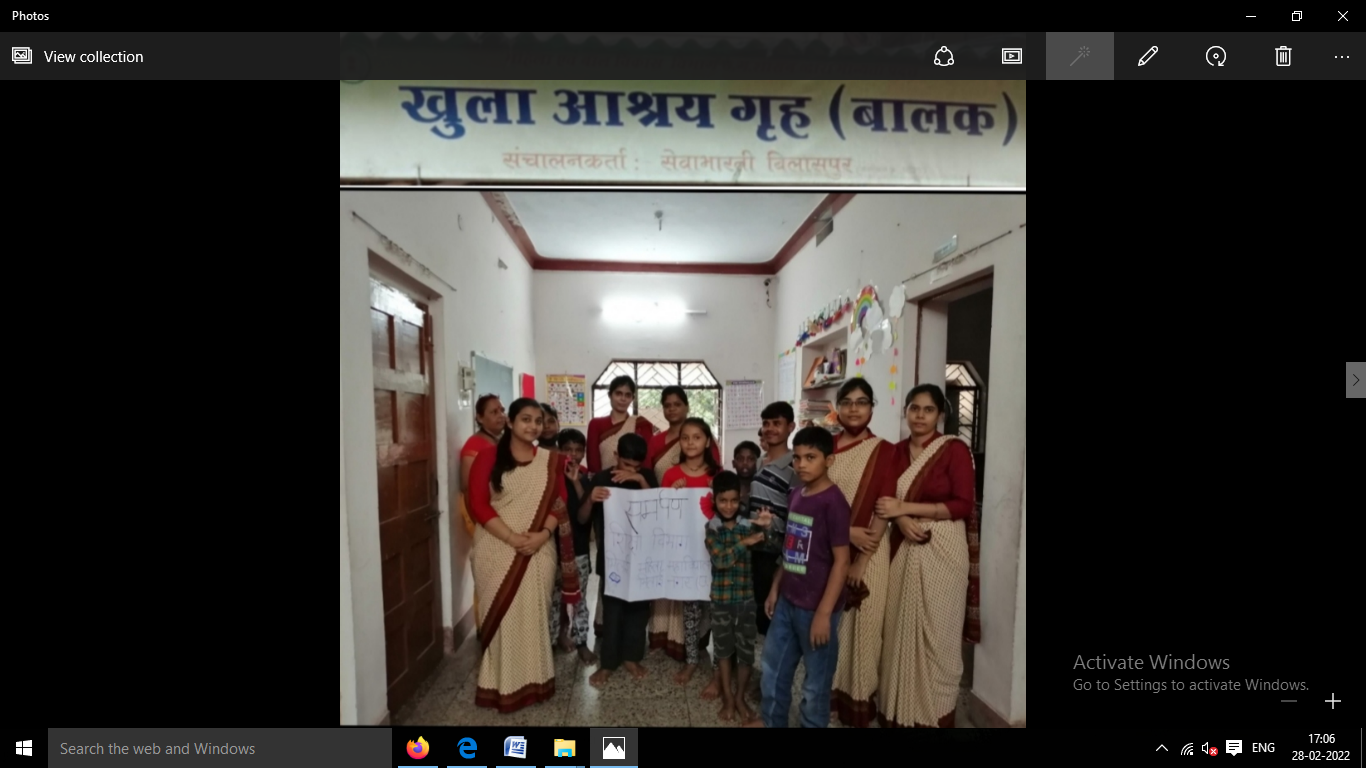 Photos
View collection
खुला आश्रय गृह (बालक)
संचालनकर्ता : सेवाभारती बिलासपुर
समर्पण
Activate Windows
Go to Settings to activate Windows.
Search the web and Windows
ENG
17:06
28-02-2022